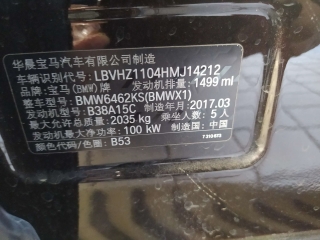 华晨宝马汽车有限公司制造
车辆识别代号: LBVHZ1104HMJ14212
品牌: 宝马(BMW)牌 发动机排量: 1499 ml
整车型号: BMW6462KS(BMWX1)
发动机型号: B38A15C 制造年月: 2017.03
最大允许总质量: 2035 kg 乘坐人数: 5人
发动机最大净功率: 100 kW 制造国: 中国
颜色代码/色圈: B53